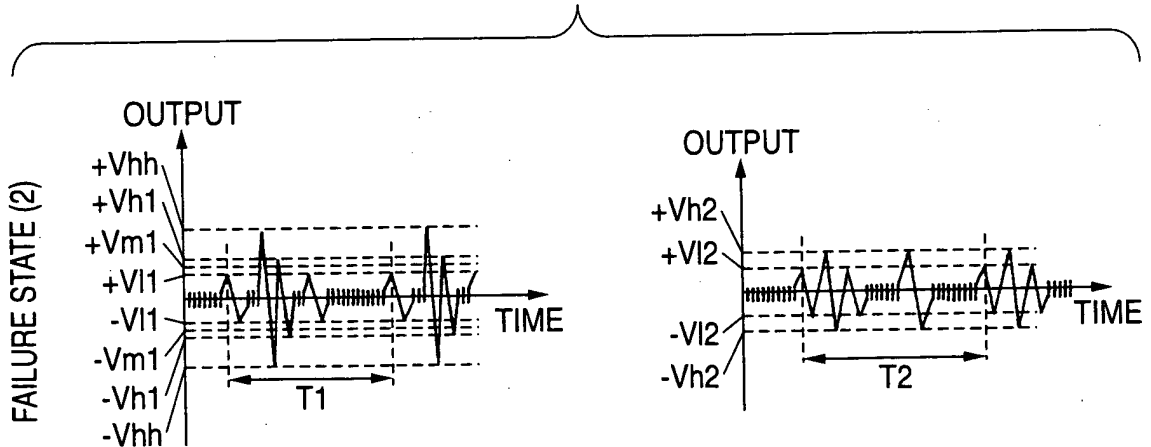 FAILURE STATE (2)
OUTPUT
+Vhh
+Vh1
+Vm1
+Vl1
-Vl1
-Vm1
-Vh1
-Vhh
TIME
T1
OUTPUT
+Vh2
+Vl2
-Vl2
-Vh2
TIME
T2